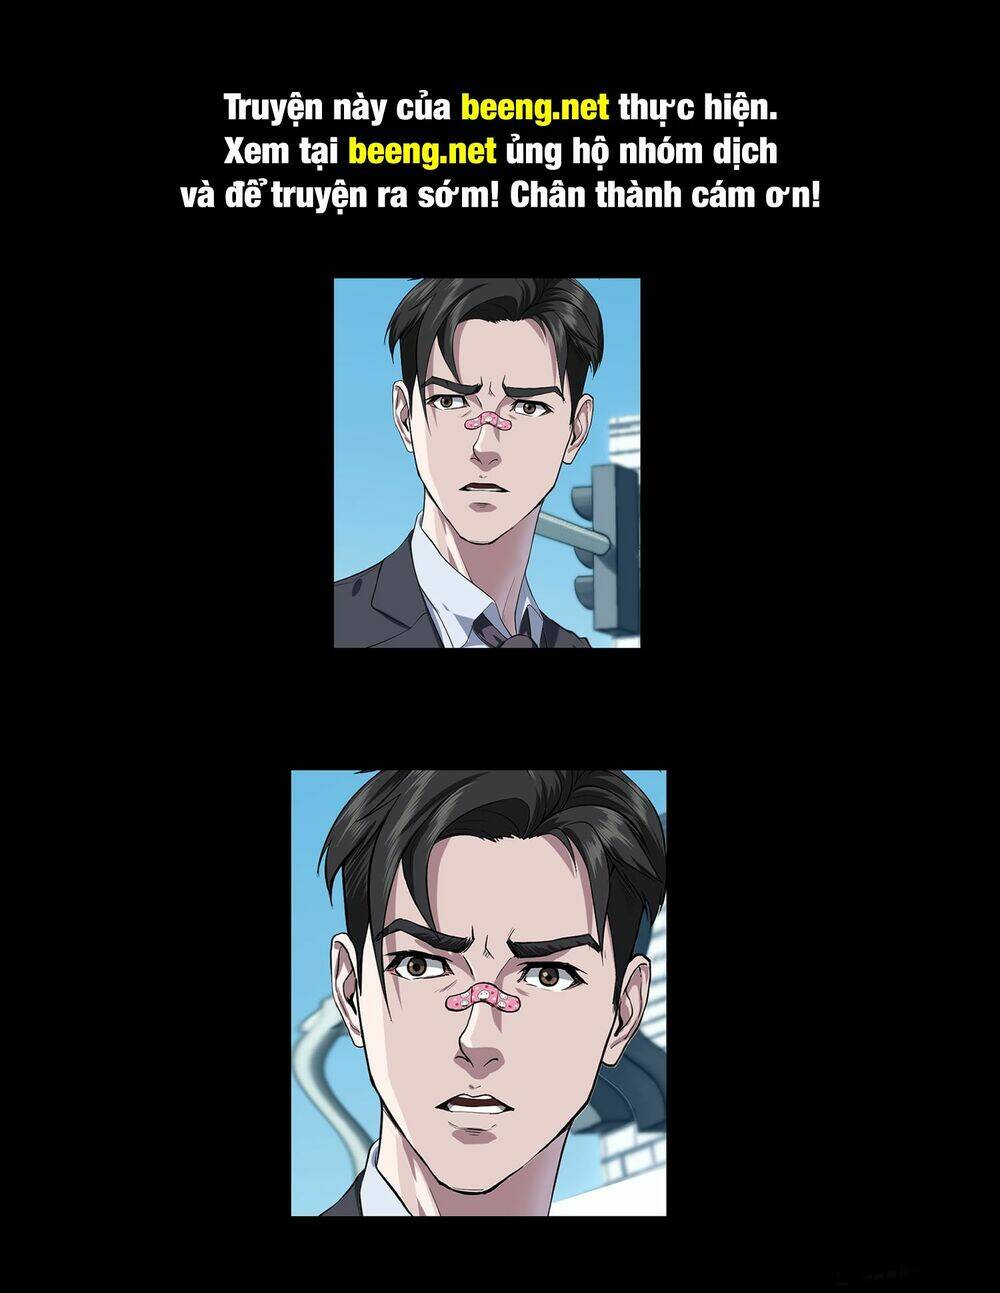 Truyện này của beeng.net thực hiện.
Xem tại beeng.net ủng hộ nhóm dịch
và để truyện ra sớm! Chân thành cám ơn!